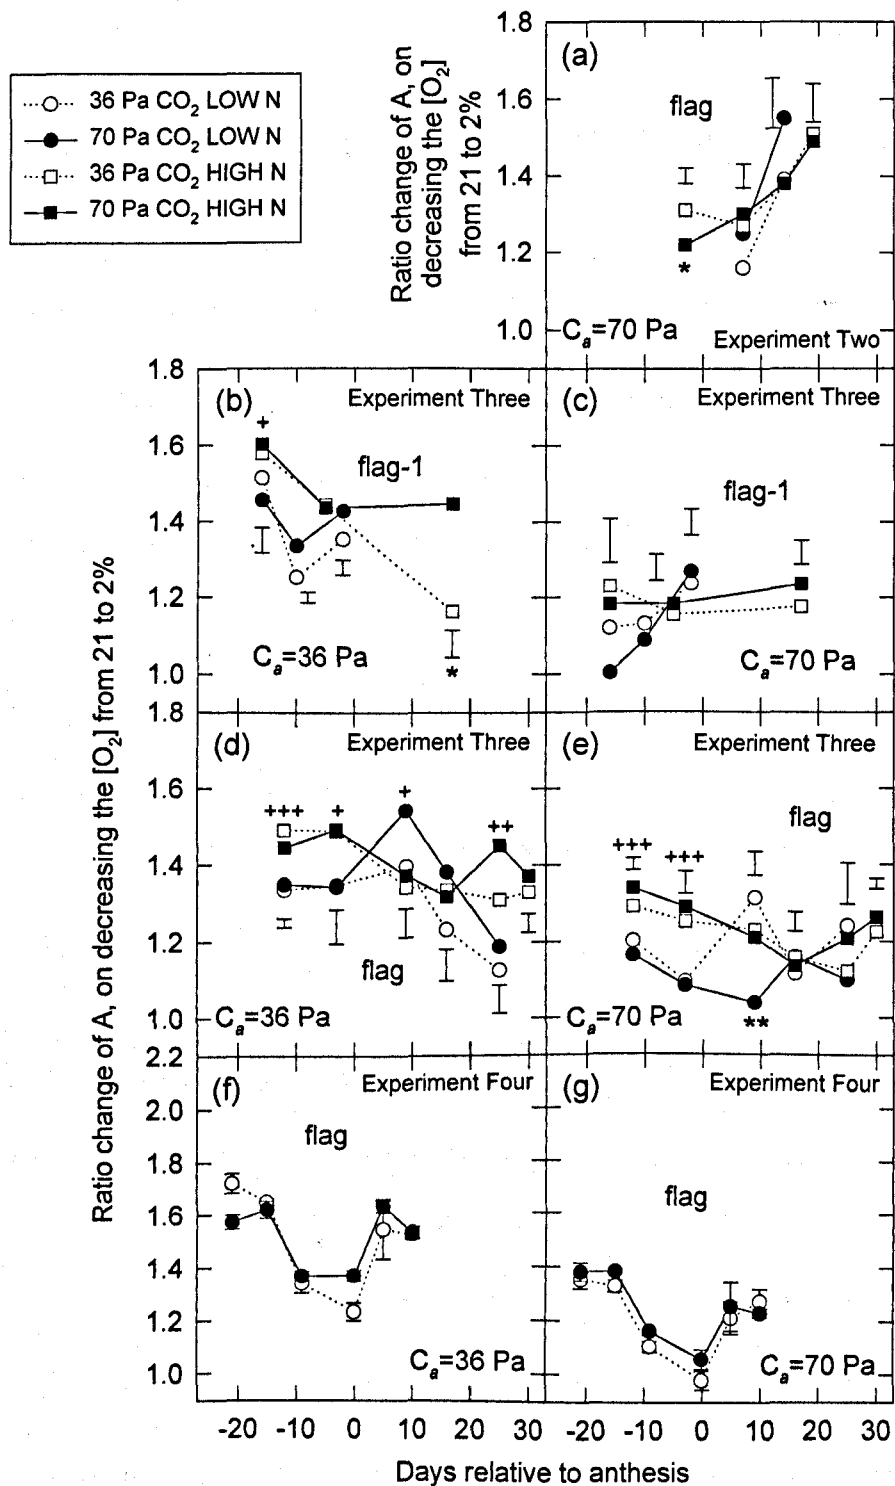 36 Pa CO₂ LOW N
70 Pa CO₂ LOW N
36 Pa CO₂ HIGH N
70 Pa CO₂ HIGH N
Ratio change of A, on
decreasing the [O₂]
from 21 to 2%
1.8
1.6
1.4
1.2
1.0
(a)
flag
*
Cₐ=70 Pa
Experiment Two
Ratio change of A, on decreasing the [O₂] from 21 to 2%
1.8
1.6
1.4
1.2
1.0
(b)
Experiment Three
+
flag-1
Cₐ=36 Pa
*
(c)
Experiment Three
flag-1
Cₐ=70 Pa
1.8
1.6
1.4
1.2
1.0
(d)
Experiment Three
+++
+
+
++
flag
Cₐ=36 Pa
(e)
Experiment Three
flag
+++
+++
Cₐ=70 Pa
**
2.2
2.0
1.8
1.6
1.4
1.2
1.0
(f)
Experiment Four
flag
Cₐ=36 Pa
(g)
Experiment Four
flag
Cₐ=70 Pa
-20 -10 0 10 20 30
-20 -10 0 10 20 30
Days relative to anthesis